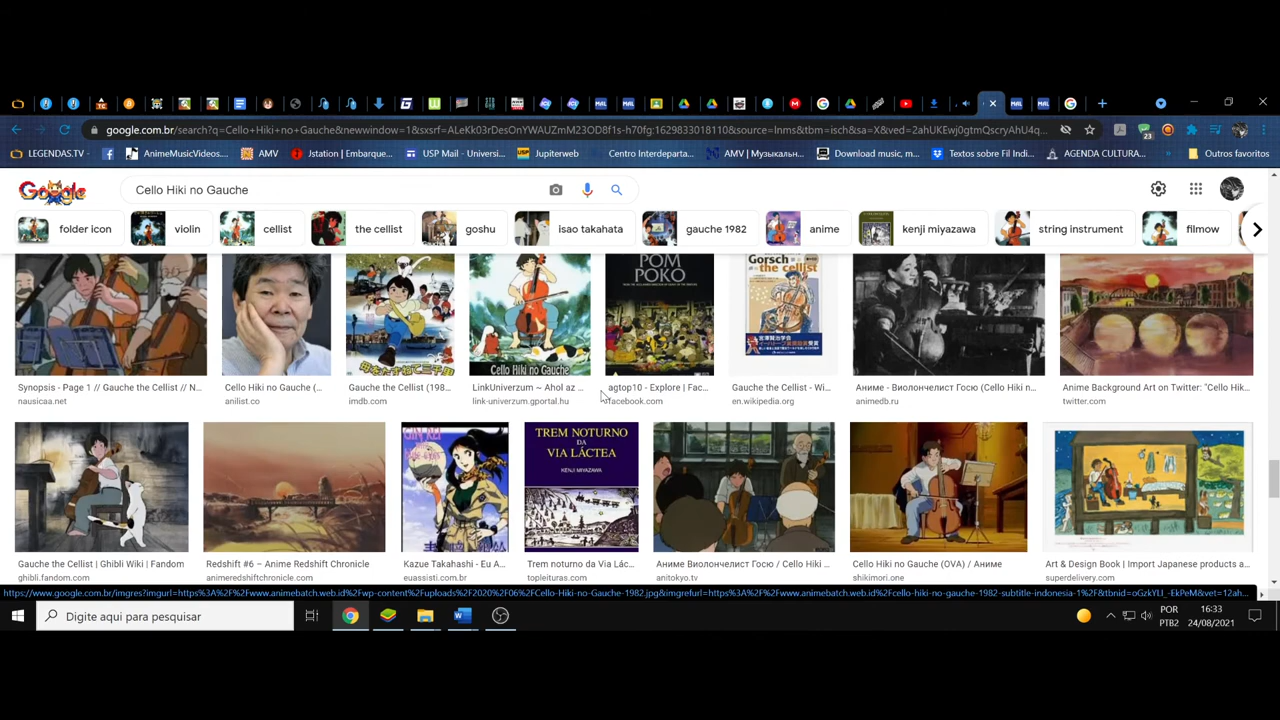 google.com.br/search?q=Cello+Hiki+no+Gauche&newwindow=1&sxsrf=ALeKk03rDesOnYWAUZmM23OD8f1s-h70fg:1629833018110&source=lnms&tbm=isch&sa=X&ved=2ahUKEwj0gtmQscryAhU4q...
LEGENDAS.TV AnimeMusicVideos... AMV Jstation | Embarque... USP Mail - Universi... Jupiterweb Centro Interdeparta... AMV | Музыкальн... Download music, m... Textos sobre Fil Indi... AGENDA CULTURA... Outros favoritos
Google Cello Hiki no Gauche
folder icon violin cellist the cellist goshu isao takahata gauche 1982 anime kenji miyazawa string instrument filmow
POM
POKO
Gorsch
the cellist
Cello Hiki no Gauche
Synopsis - Page 1 // Gauche the Cellist // N... Cello Hiki no Gauche (... Gauche the Cellist (198... LinkUniverzum ~ Ahol az ... agtop10 - Explore | Fac... Gauche the Cellist - Wi... Аниме - Виолончелист Госю (Cello Hiki n... Anime Background Art on Twitter: "Cello Hik...
nausicaa.net anilist.co imdb.com link-univerzum.gportal.hu facebook.com en.wikipedia.org animedb.ru twitter.com
TREM NOTURNO
DA
VIA LÁCTEA
KENJI MIYAZAWA
Gauche the Cellist | Ghibli Wiki | Fandom Redshift #6 – Anime Redshift Chronicle Kazue Takahashi - Eu A... Trem noturno da Via Lác... Аниме Виолончелист Госю / Cello Hiki ... Cello Hiki no Gauche (OVA) / Аниме Art & Design Book | Import Japanese products a...
ghibli.fandom.com animeredshiftchronicle.com euassisti.com.br topleituras.com anitokyo.tv shikimori.one superdelivery.com
https://www.google.com.br/imgres?imgurl=https%3A%2F%2Fwww.animebatch.web.id%2Fwp-content%2Fuploads%2F2020%2F06%2FCello-Hiki-no-Gauche-1982.jpg&imgrefurl=https%3A%2F%2Fwww.animebatch.web.id%2Fcello-hiki-no-gauche-1982-subtitle-indonesia-1%2F&tbnid=oGzkYLI_-EkPeM&vet=12ah...
Digite aqui para pesquisar
POR 16:33
PTB2 24/08/2021